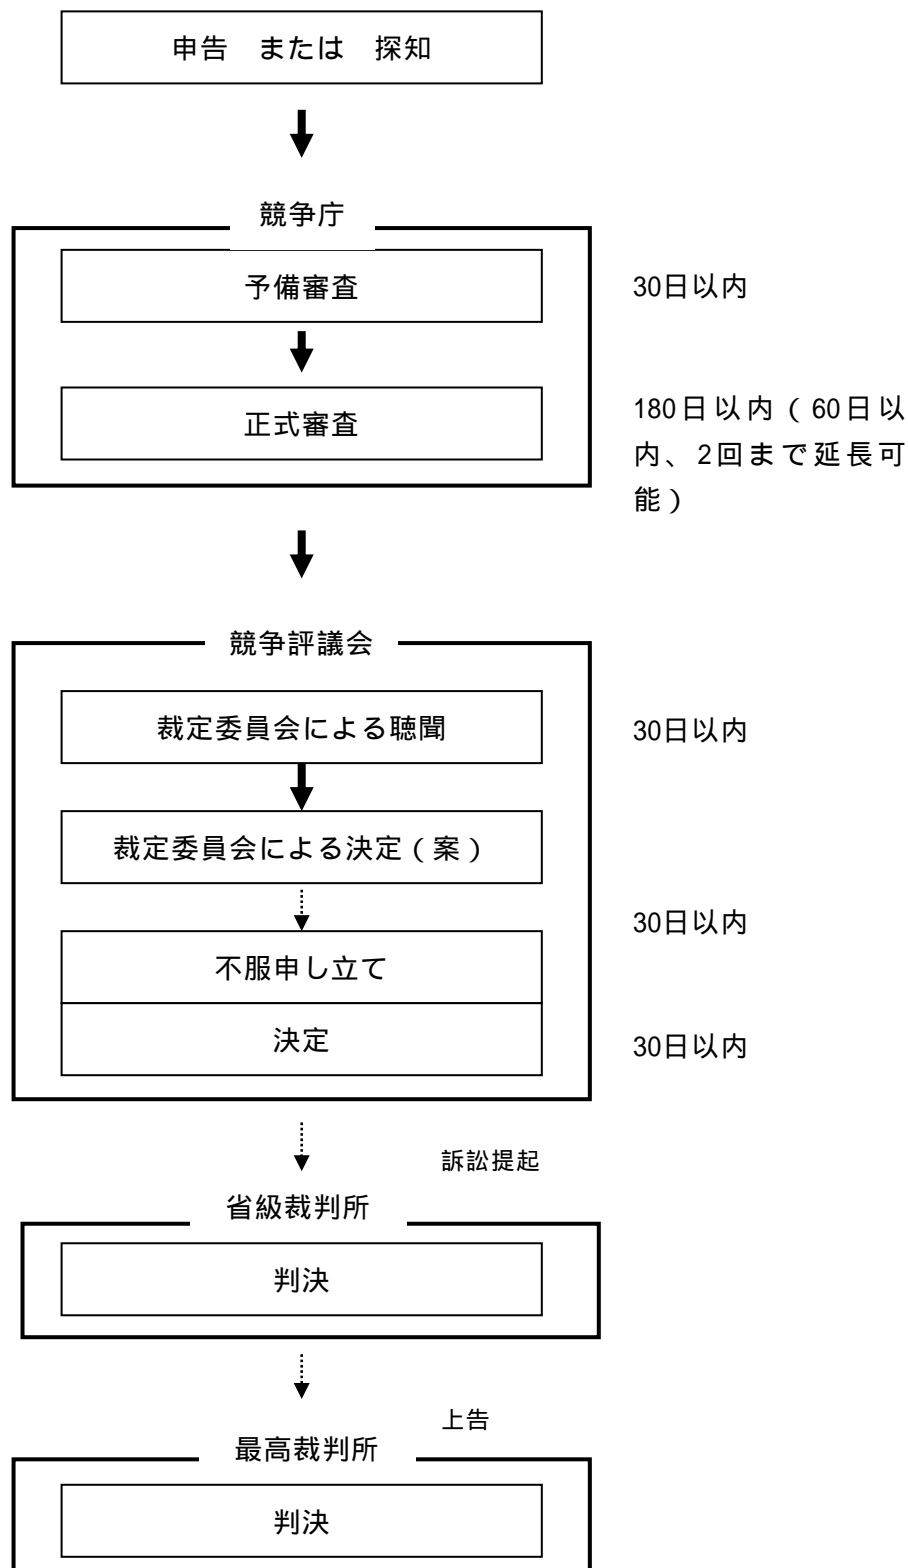 申告　または　探知
競争庁
予備審査
30日以内
正式審査
180日以内（60日以
内、2回まで延長可
能）
競争評議会
裁定委員会による聴聞
30日以内
裁定委員会による決定（案）
30日以内
不服申し立て
決定
30日以内
訴訟提起
省級裁判所
判決
上告
最高裁判所
判決